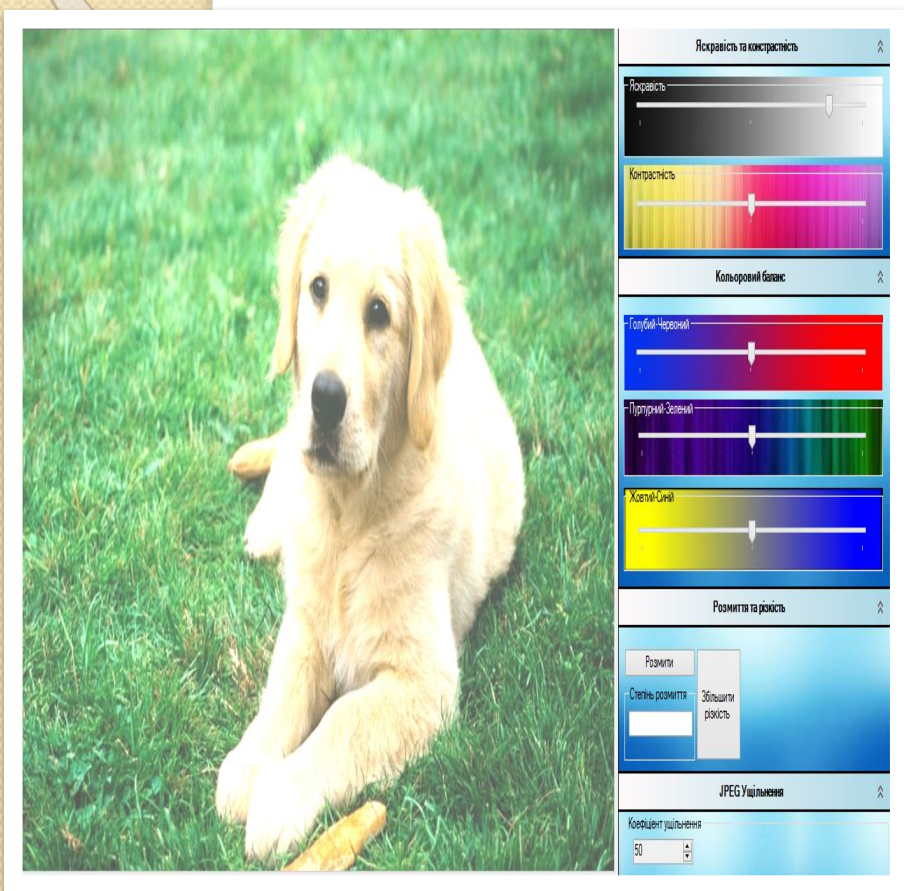 Яскравість та констрастність
Яскравість
Контрастність
Кольоровий баланс
Голубий-Червоний
Пурпурний-Зелений
Жовтий-Синій
Розмиття та різкість
Розмити
Степінь розмиття
Збільшити
різкість
JPEG Ущільнення
Коефіцієнт ущільнення
50